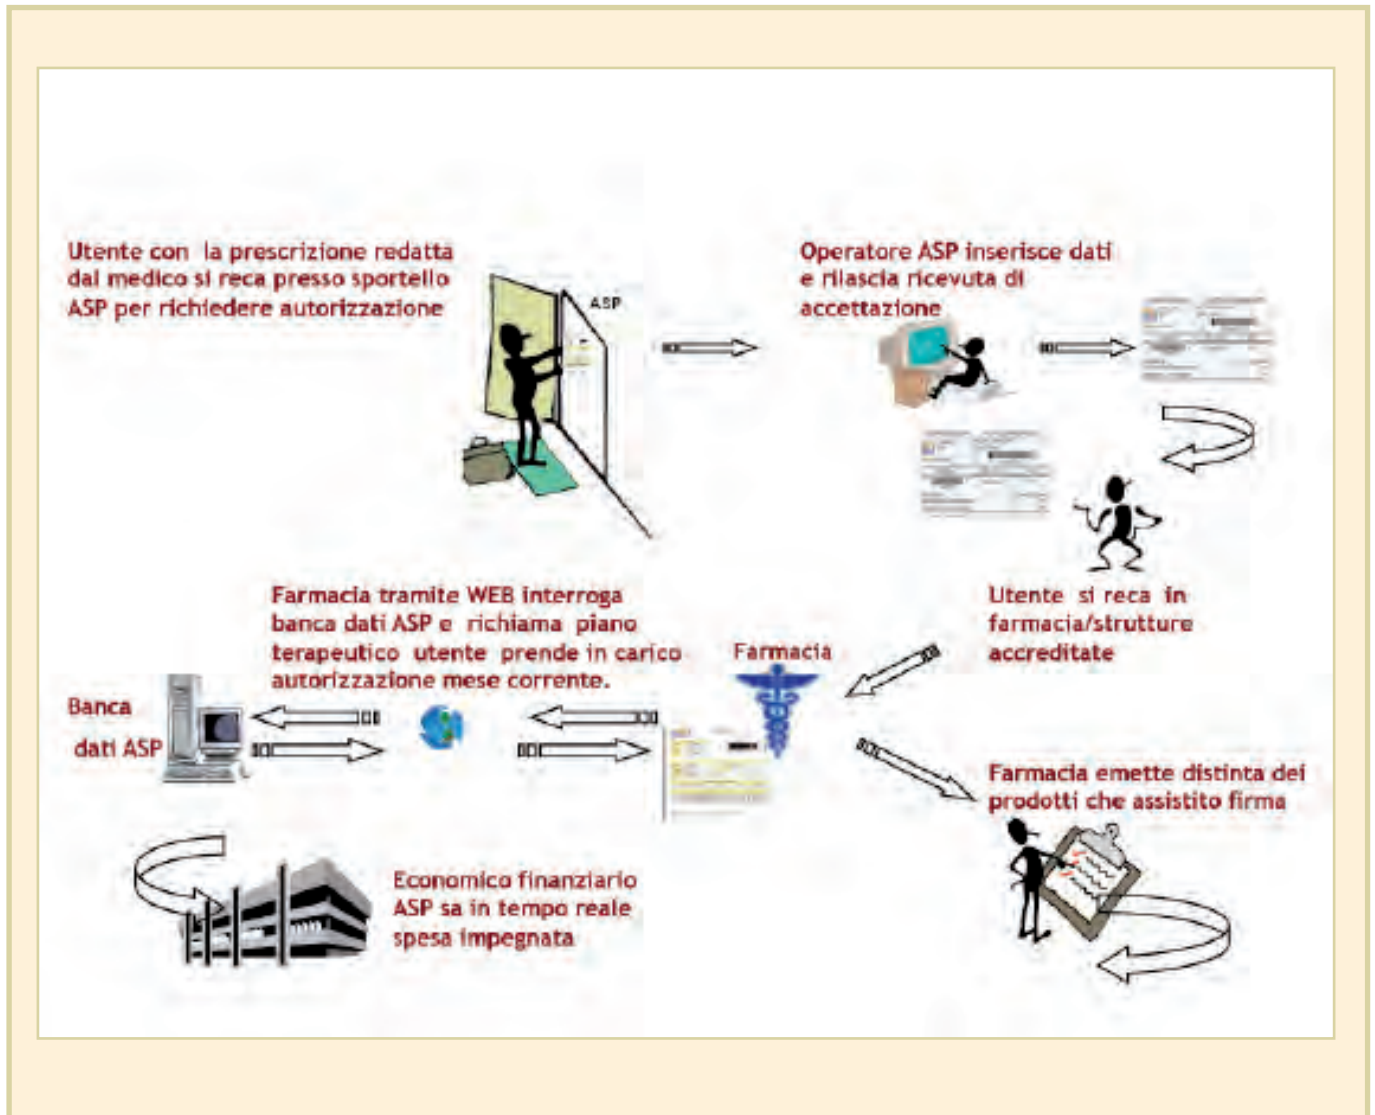 Utente con la prescrizione redatta
dal medico si reca presso sportello
ASP per richiedere autorizzazione
ASP
Operatore ASP inserisce dati
e rilascia ricevuta di
accettazione
Utente si reca in
farmacia/strutture
accreditate
Farmacia
Farmacia tramite WEB interroga
banca dati ASP e richiama piano
terapeutico utente prende in carico
autorizzazione mese corrente.
Banca
dati ASP
Farmacia emette distinta dei
prodotti che assistito firma
Economico finanziario
ASP sa in tempo reale
spesa impegnata